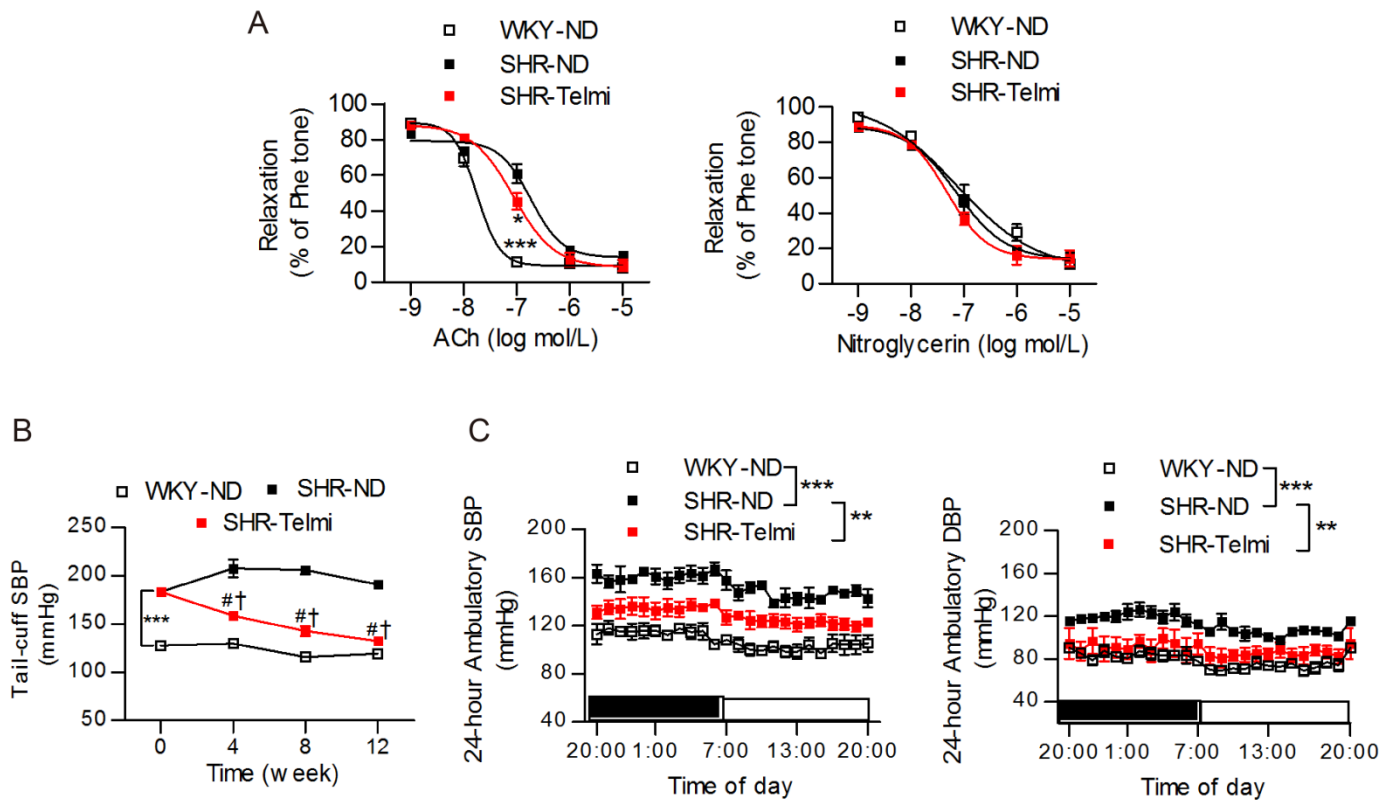 A
WKY-ND
SHR-ND
SHR-Telmi
Relaxation
(% of Phe tone)
100
80
60
40
20
0
*
***
-9 -8 -7 -6 -5
ACh (log mol/L)
WKY-ND
SHR-ND
SHR-Telmi
Relaxation
(% of Phe tone)
100
80
60
40
20
0
-9 -8 -7 -6 -5
Nitroglycerin (log mol/L)
B
WKY-ND SHR-ND
SHR-Telmi
Tail-cuff SBP
(mmHg)
250
200
150
100
50
***
#† #† #†
0 4 8 12
Time (week)
C
WKY-ND
SHR-ND
SHR-Telmi
***
**
24-hour Ambulatory SBP
(mmHg)
200
160
120
80
40
20:00 1:00 7:00 13:00 20:00
Time of day
WKY-ND
SHR-ND
SHR-Telmi
***
**
24-hour Ambulatory DBP
(mmHg)
200
160
120
80
40
20:00 1:00 7:00 13:00 20:00
Time of day